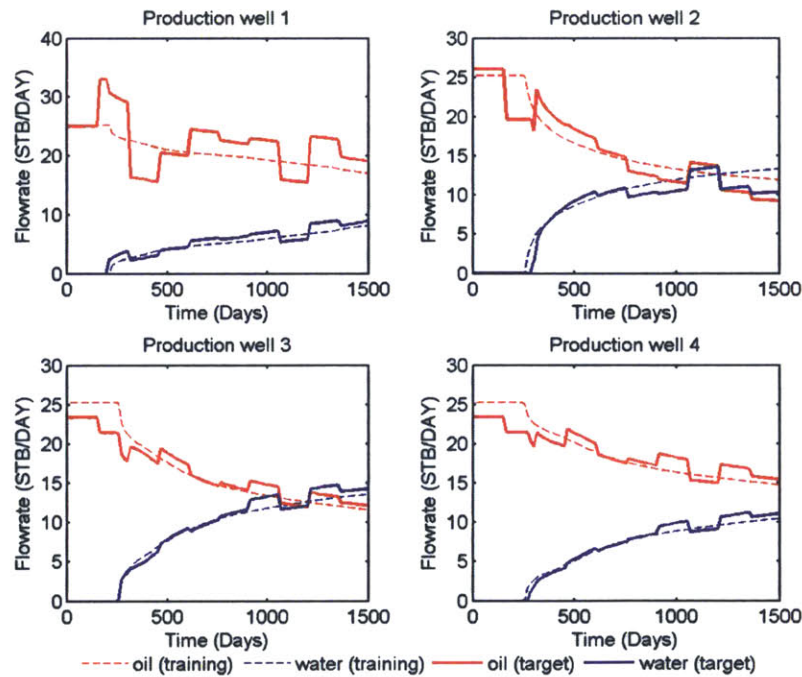 Production well 1
Production well 2
40
30
20
10
0
Flowrate (STB/DAY)
0 500 1000 1500
Time (Days)
30
25
20
15
10
5
0
Flowrate (STB/DAY)
0 500 1000 1500
Time (Days)
Production well 3
Production well 4
30
25
20
15
10
5
0
Flowrate (STB/DAY)
0 500 1000 1500
Time (Days)
30
25
20
15
10
5
0
Flowrate (STB/DAY)
0 500 1000 1500
Time (Days)
oil (training) water (training) oil (target) water (target)